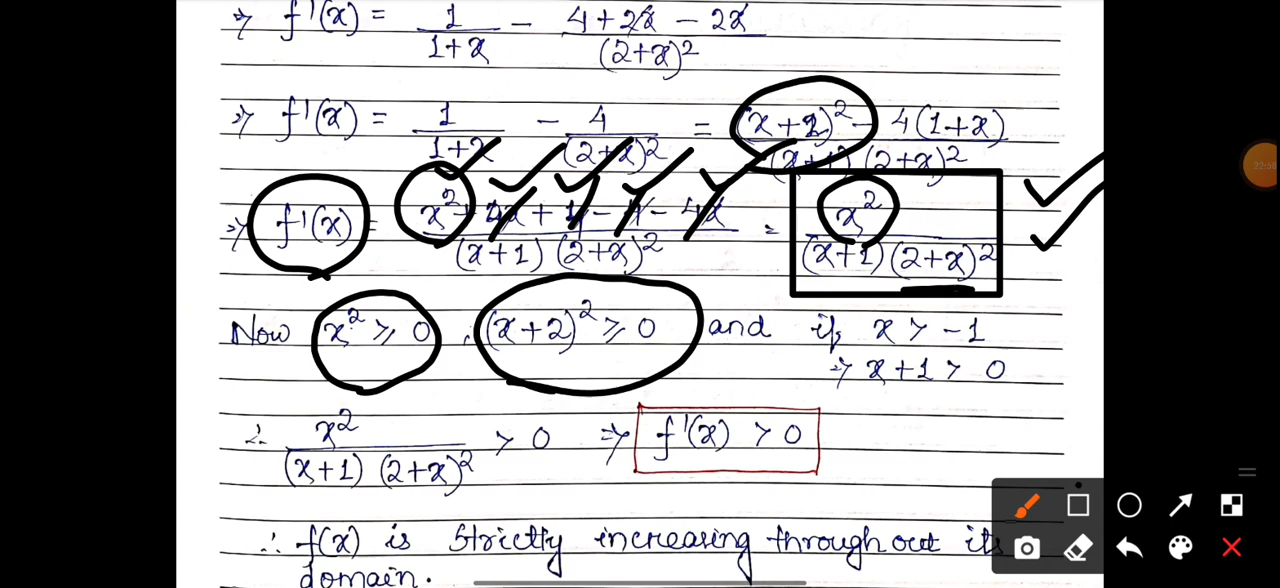 ⇒ f'(x) = 1/(1+x) - (4+2x-2x)/(2+x)²
⇒ f'(x) = 1/(1+x) - 4/(2+x)² = ((x+2)² - 4(1+x))/((x+1)(2+x)²)
⇒ f'(x) = (x² + 4x + 4 - 4 - 4x)/((x+1)(2+x)²) = x²/((x+1)(2+x)²)
Now x² ≥ 0, (x+2)² ≥ 0 and if x > -1
⇒ x+1 > 0
∴ x²/((x+1)(2+x)²) > 0 ⇒ f'(x) > 0
∴ f(x) is strictly increasing through out its
domain.